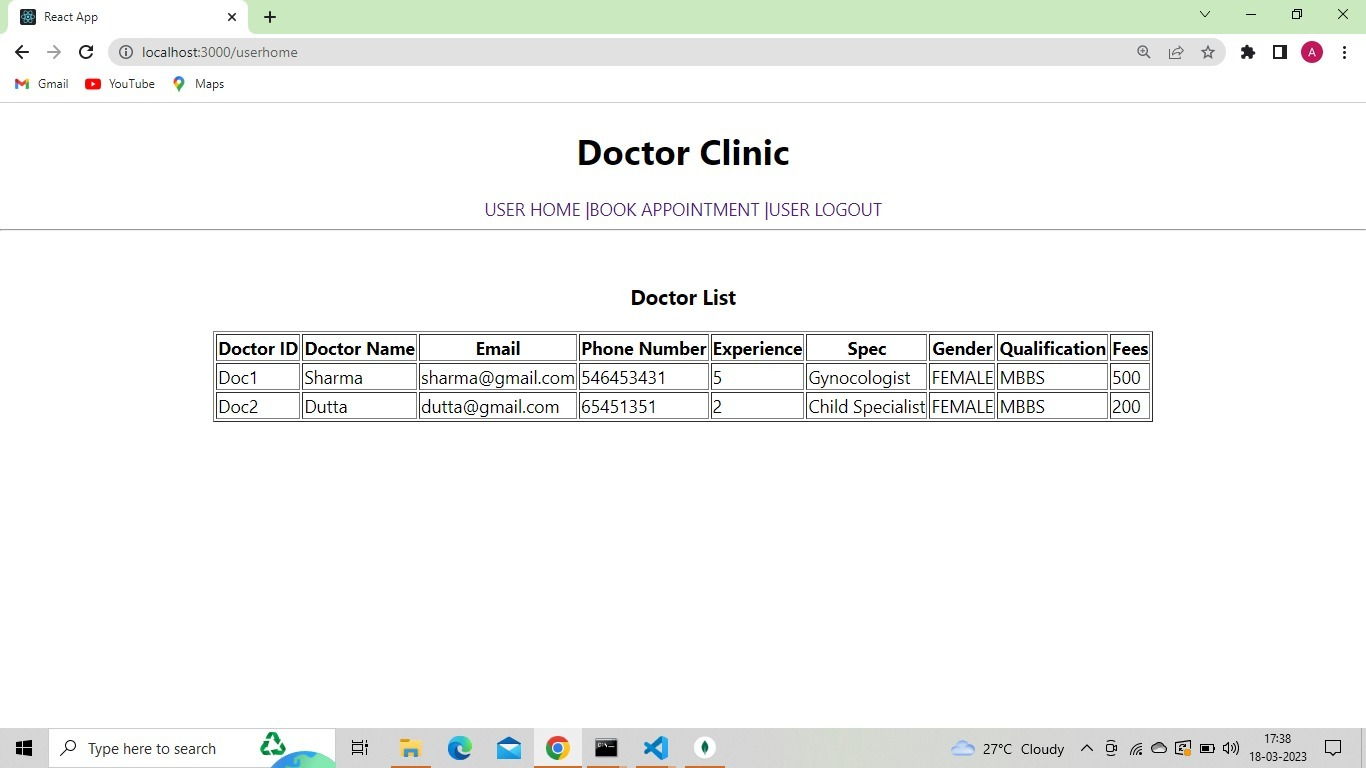 React App
localhost:3000/userhome
A
Gmail YouTube Maps
Doctor Clinic
USER HOME |BOOK APPOINTMENT |USER LOGOUT
Doctor List
Doctor ID Doctor Name Email Phone Number Experience Spec Gender Qualification Fees
Doc1 Sharma sharma@gmail.com 546453431 5 Gynocologist FEMALE MBBS 500
Doc2 Dutta dutta@gmail.com 65451351 2 Child Specialist FEMALE MBBS 200
Type here to search
27°C Cloudy
17:38
18-03-2023